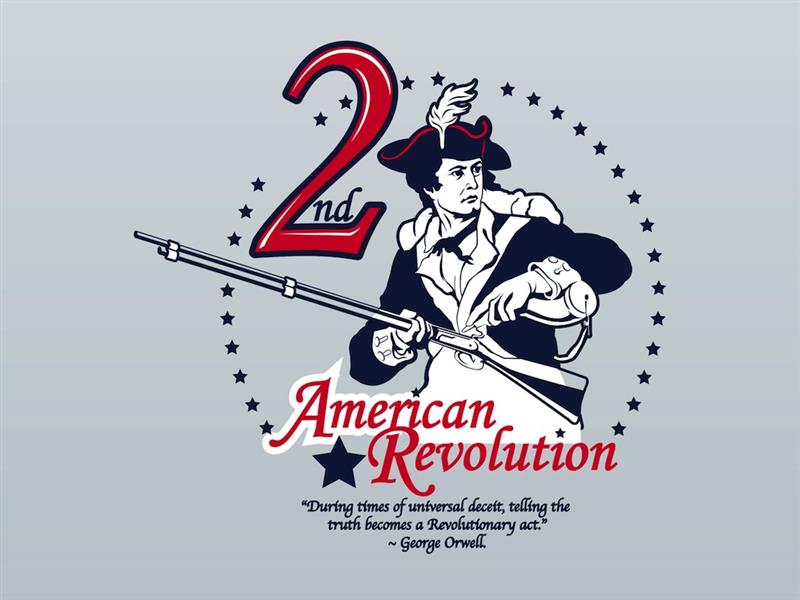 2nd
American
Revolution
“During times of universal deceit, telling the
truth becomes a Revolutionary act.”
~ George Orwell.